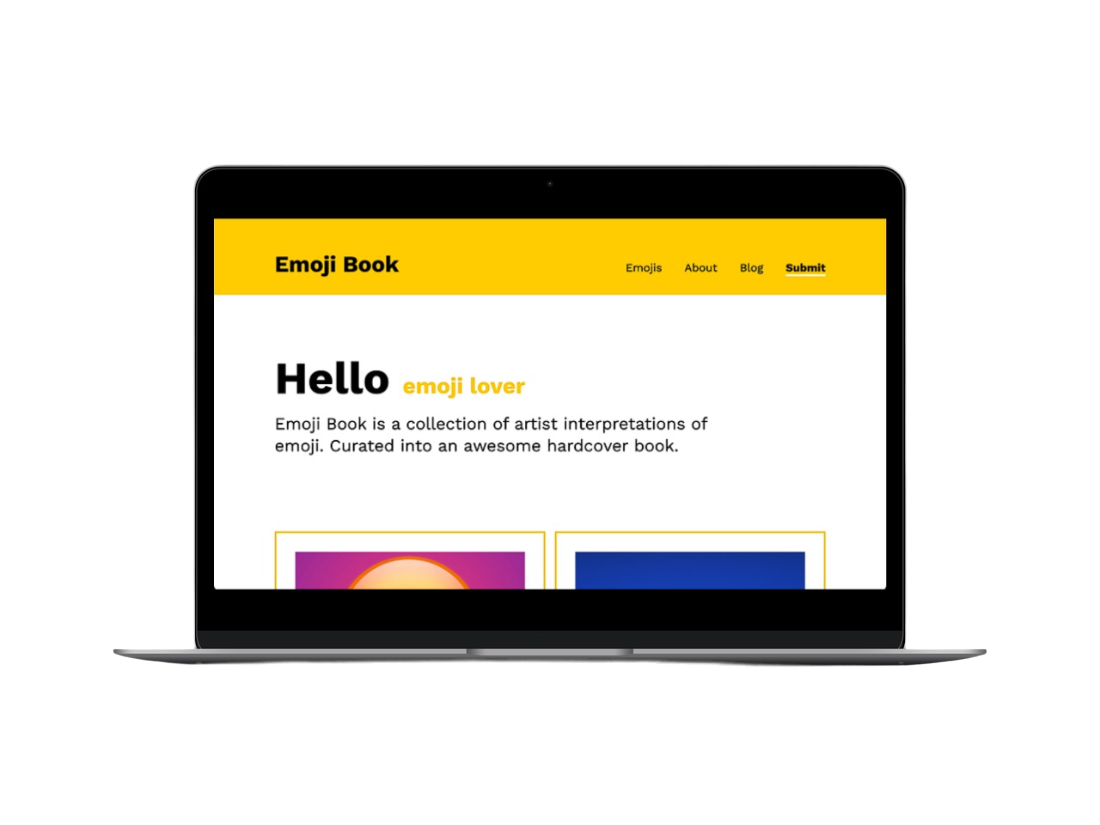 Emoji Book
Emojis About Blog Submit
Hello emoji lover
Emoji Book is a collection of artist interpretations of
emoji. Curated into an awesome hardcover book.